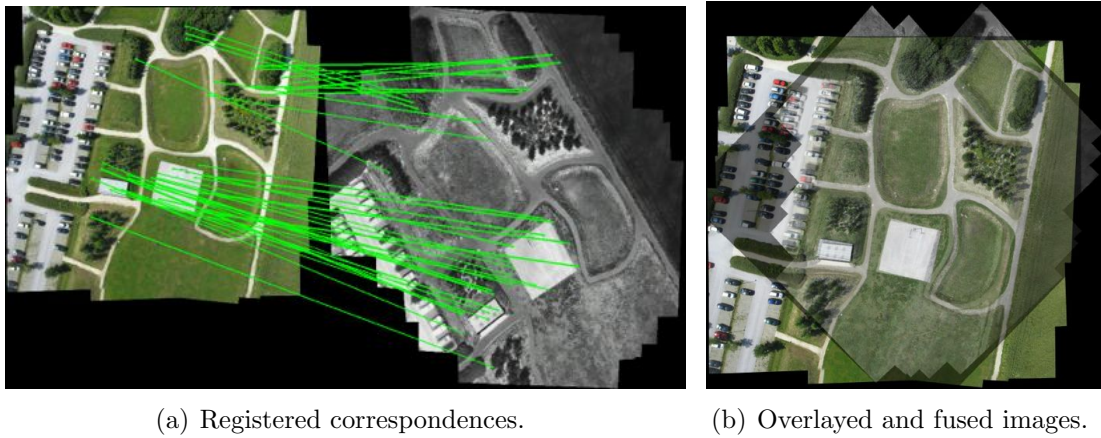 (a) Registered correspondences.
(b) Overlayed and fused images.